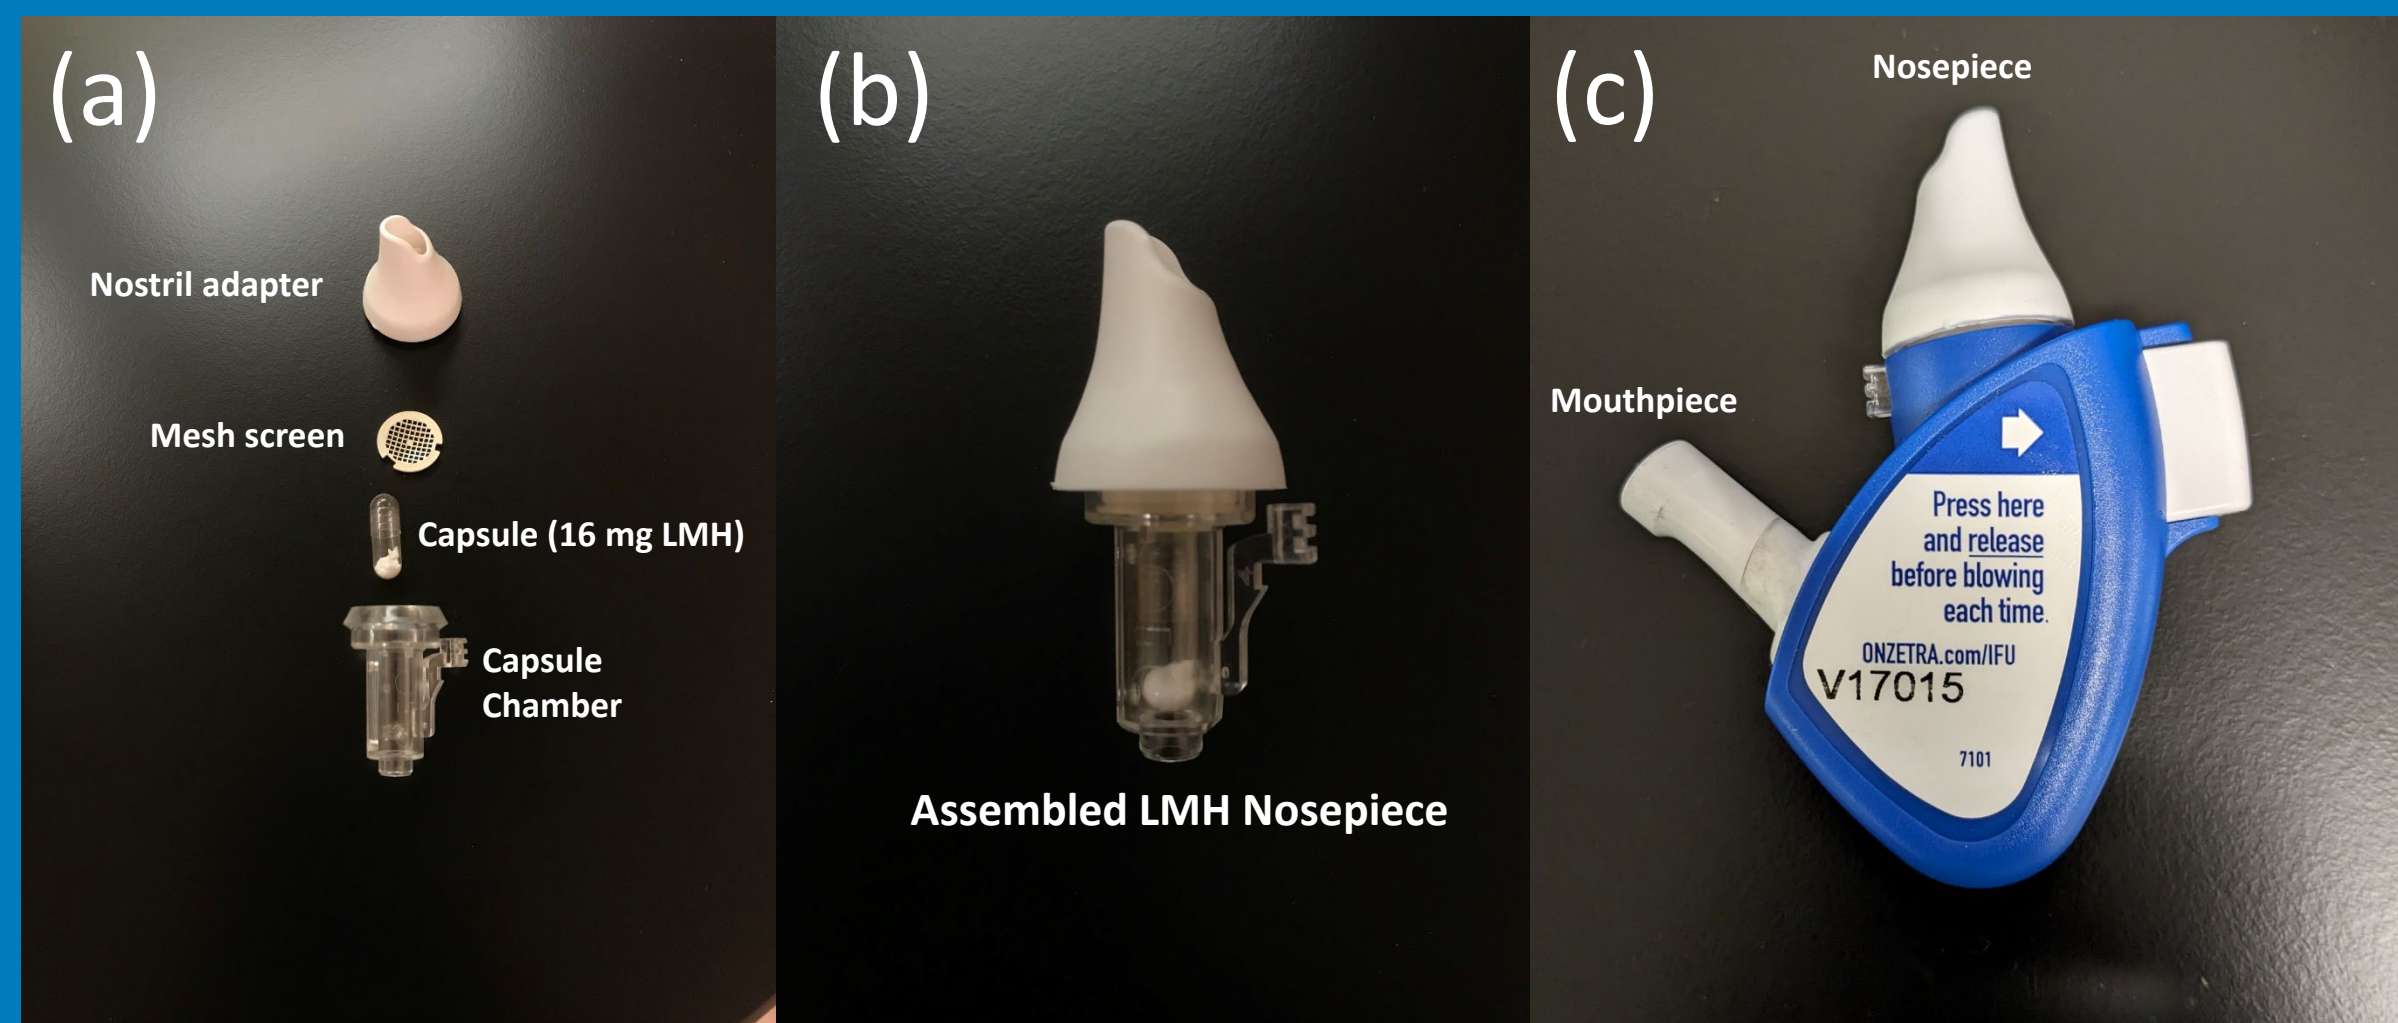 (a)
Nostril adapter
Mesh screen
Capsule (16 mg LMH)
Capsule
Chamber
(b)
Assembled LMH Nosepiece
(c)
Nosepiece
Mouthpiece
Press here
and release
before blowing
each time.
ONZETRA.com/IFU
V17015
7101